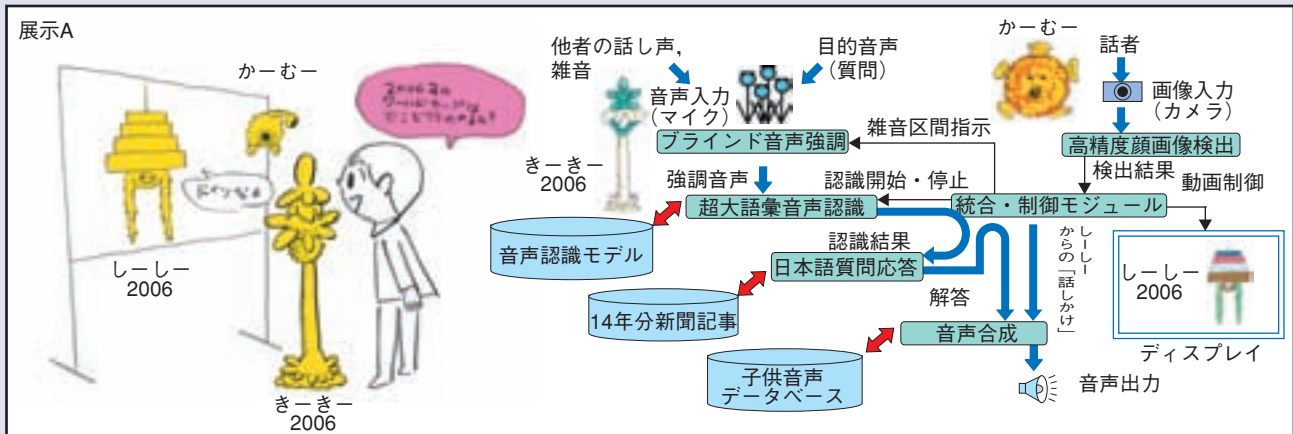 展示A
かーむー
しーしー
2006
きーきー
2006
他者の話し声,
雑音
目的音声
(質問)
音声入力
(マイク)
きーきー
2006
ブラインド音声強調
雑音区間指示
かーむー
話者
画像入力
(カメラ)
高精度顔画像検出
検出結果
動画制御
強調音声
認識開始・停止
超大語彙音声認識
統合・制御モジュール
音声認識モデル
認識結果
日本語質問応答
14年分新聞記事
解答
しーしー
からの「話しかけ」
しーしー
2006
ディスプレイ
音声合成
子供音声
データベース
音声出力